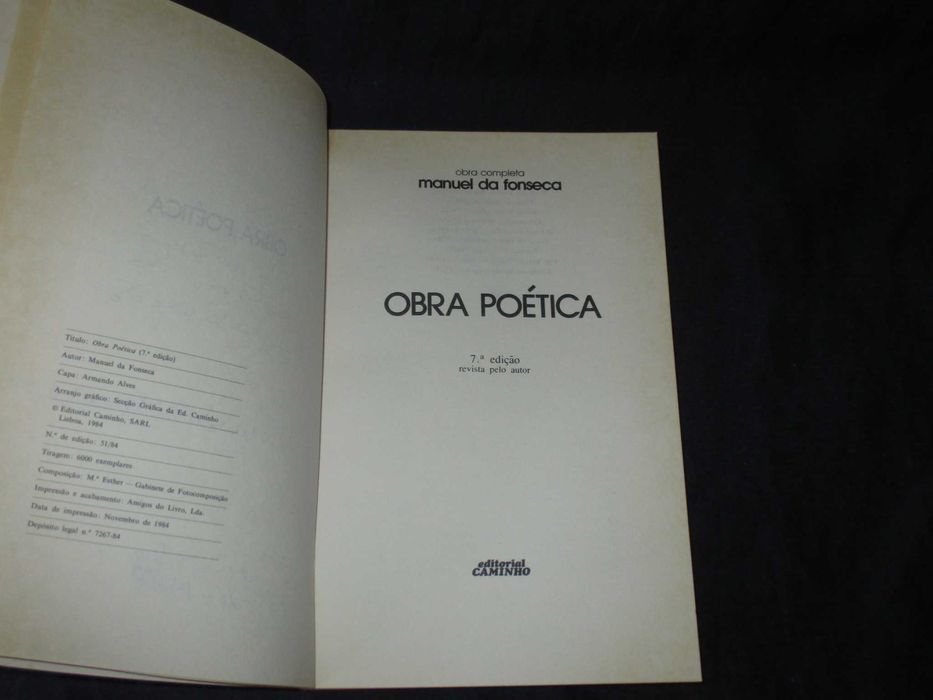 Título: Obra Poética (7.ª edição)
Autor: Manuel da Fonseca
Capa: Armando Alves
Arranjo gráfico: Secção Gráfica da Ed. Caminho
© Editorial Caminho, SARL
Lisboa, 1984
N.º de edição: 51/84
Tiragem: 6000 exemplares
Composição: M.ª Esther — Gabinete de Fotocomposição
Impressão e acabamento: Amigos do Livro, Lda.
Data de impressão: Novembro de 1984
Depósito legal n.º 7267-84
obra completa
manuel da fonseca
OBRA POÉTICA
7.ª edição
revista pelo autor
editorial
CAMINHO